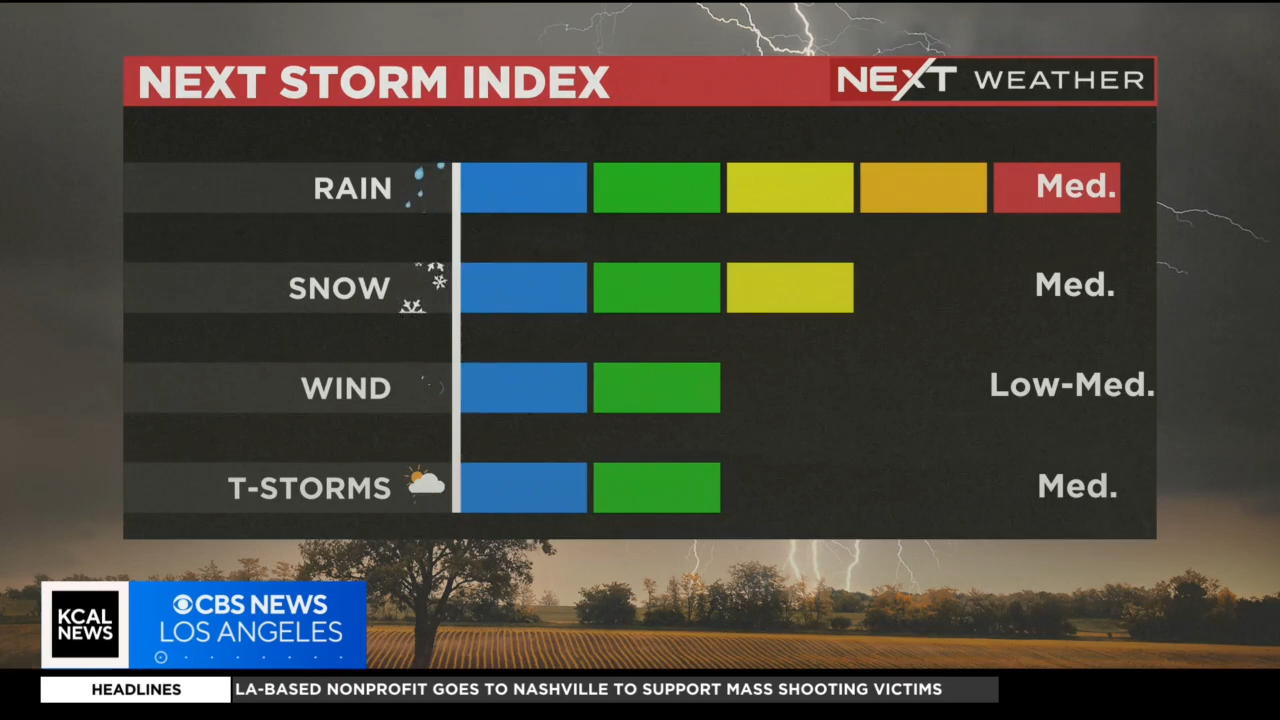 NEXT STORM INDEX
NEXT WEATHER
RAIN Med.
SNOW Med.
WIND Low-Med.
T-STORMS Med.
KCAL NEWS
CBS NEWS
LOS ANGELES
HEADLINES LA-BASED NONPROFIT GOES TO NASHVILLE TO SUPPORT MASS SHOOTING VICTIMS